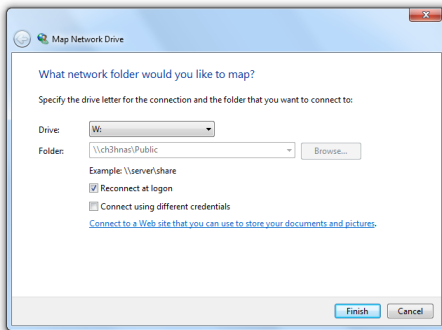 Map Network Drive
What network folder would you like to map?
Specify the drive letter for the connection and the folder that you want to connect to:
Drive: W:
Folder: \\ch3hnas\Public Browse...
Example: \\server\share
Reconnect at logon
Connect using different credentials
Connect to a Web site that you can use to store your documents and pictures.
Finish Cancel